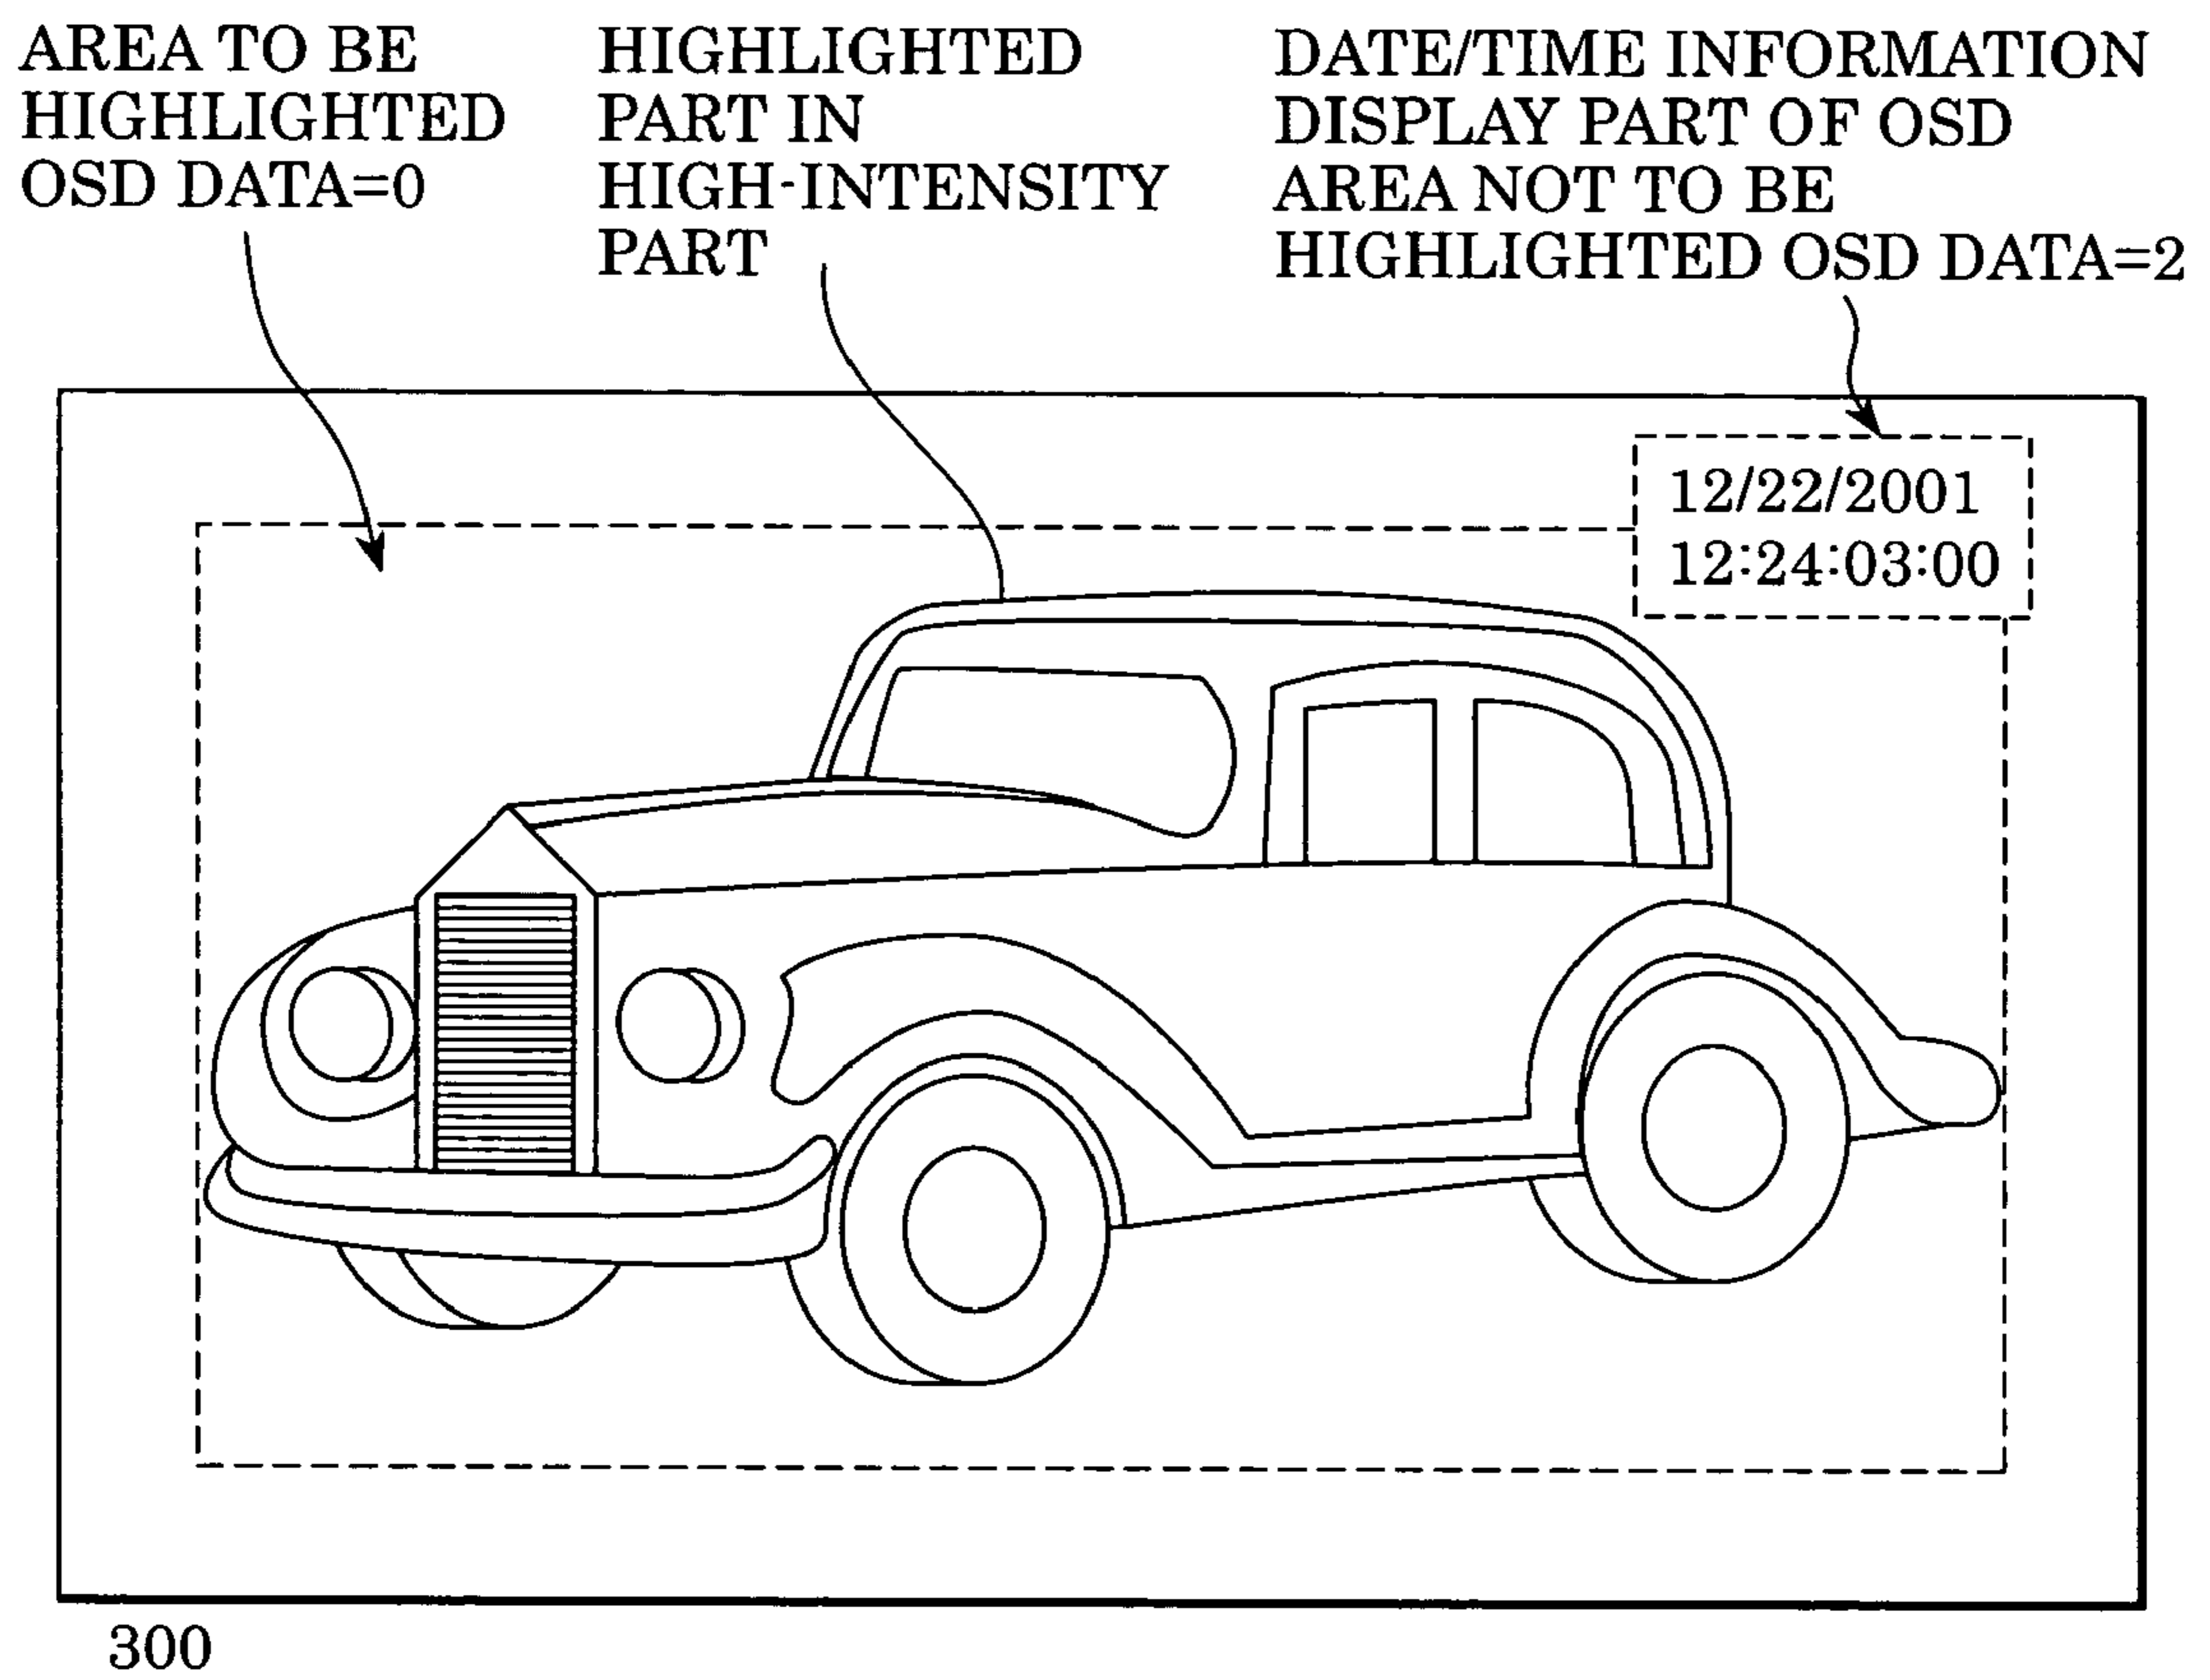 AREA TO BE
HIGHLIGHTED
OSD DATA=0
HIGHLIGHTED
PART IN
HIGH-INTENSITY
PART
DATE/TIME INFORMATION
DISPLAY PART OF OSD
AREA NOT TO BE
HIGHLIGHTED OSD DATA=2
12/22/2001
12:24:03:00
300